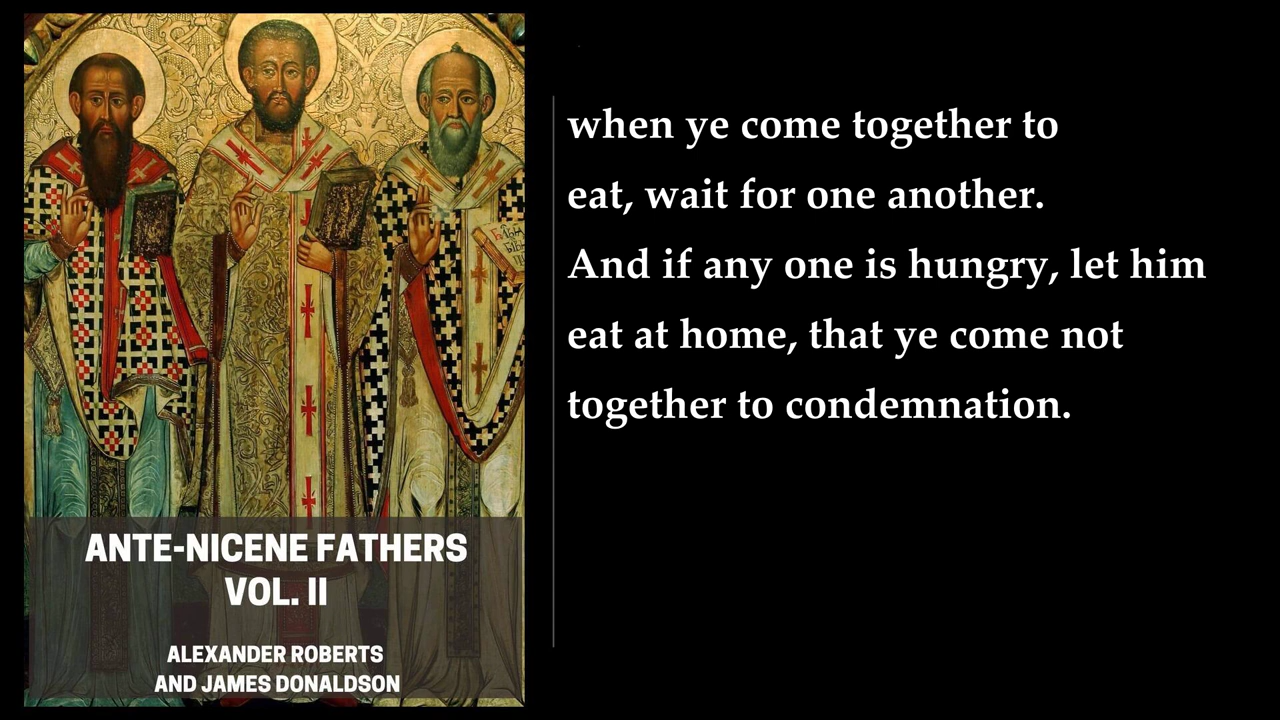 when ye come together to
eat, wait for one another.
And if any one is hungry, let him
eat at home, that ye come not
together to condemnation.
ANTE-NICENE FATHERS
VOL. II
ALEXANDER ROBERTS
AND JAMES DONALDSON